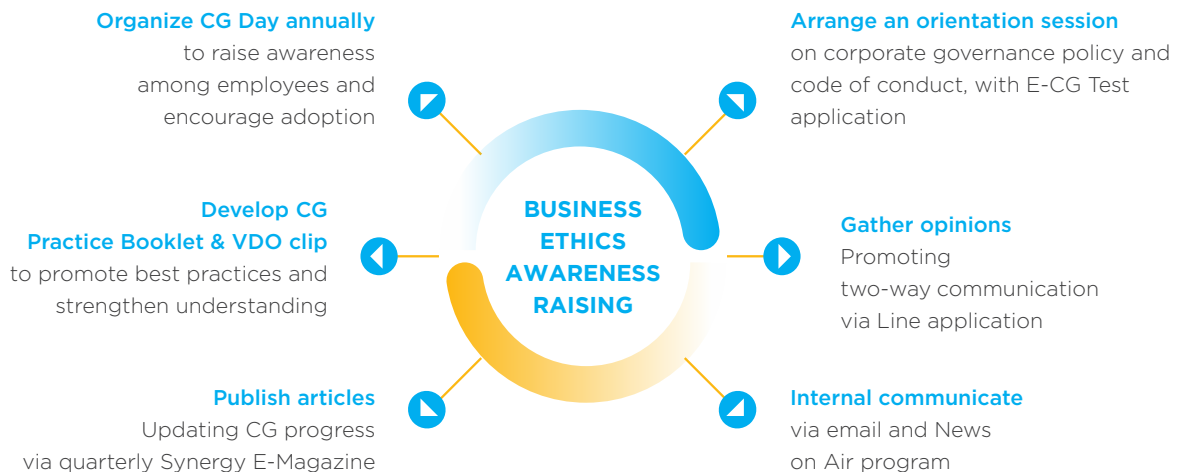 Organize CG Day annually
to raise awareness
among employees and
encourage adoption
Arrange an orientation session
on corporate governance policy and
code of conduct, with E-CG Test
application
Develop CG
Practice Booklet & VDO clip
to promote best practices and
strengthen understanding
BUSINESS
ETHICS
AWARENESS
RAISING
Gather opinions
Promoting
two-way communication
via Line application
Publish articles
Updating CG progress
via quarterly Synergy E-Magazine
Internal communicate
via email and News
on Air program